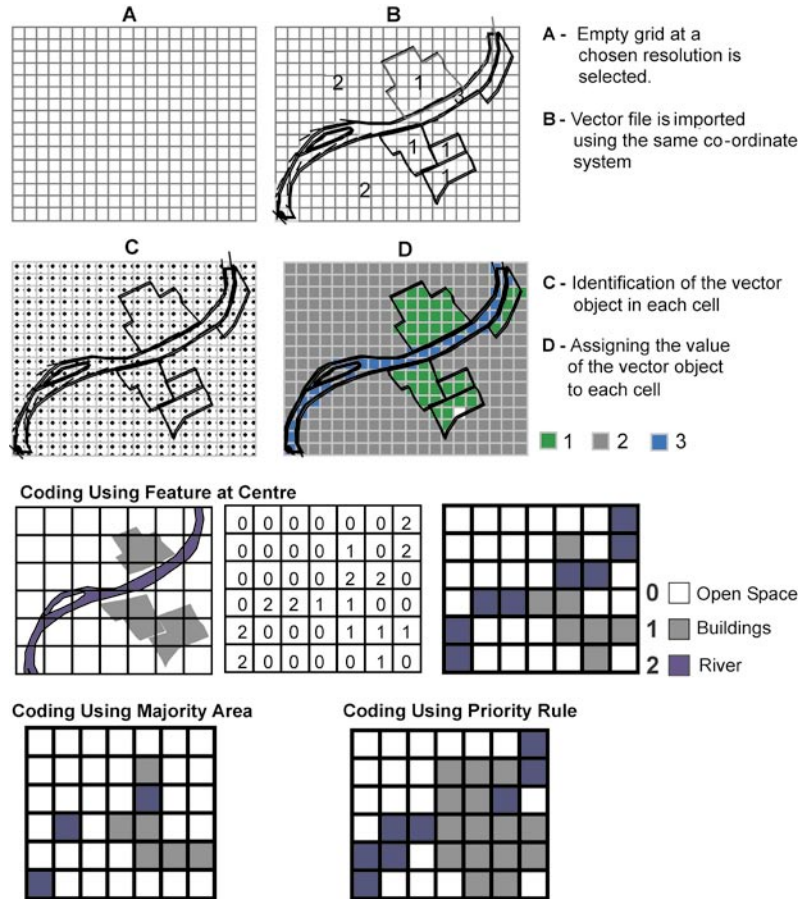 A
B
A - Empty grid at a
chosen resolution is
selected.
B - Vector file is imported
using the same co-ordinate
system
2
1
3
1
1
1
2
C
D
C - Identification of the vector
object in each cell
D - Assigning the value
of the vector object
to each cell
1 2 3
Coding Using Feature at Centre
0 0 0 0 0 0 2
0 0 0 0 1 0 2
0 0 0 0 2 2 0
0 2 2 1 1 0 0
2 0 0 0 1 1 1
2 0 0 0 0 1 0
0 Open Space
1 Buildings
2 River
Coding Using Majority Area
Coding Using Priority Rule